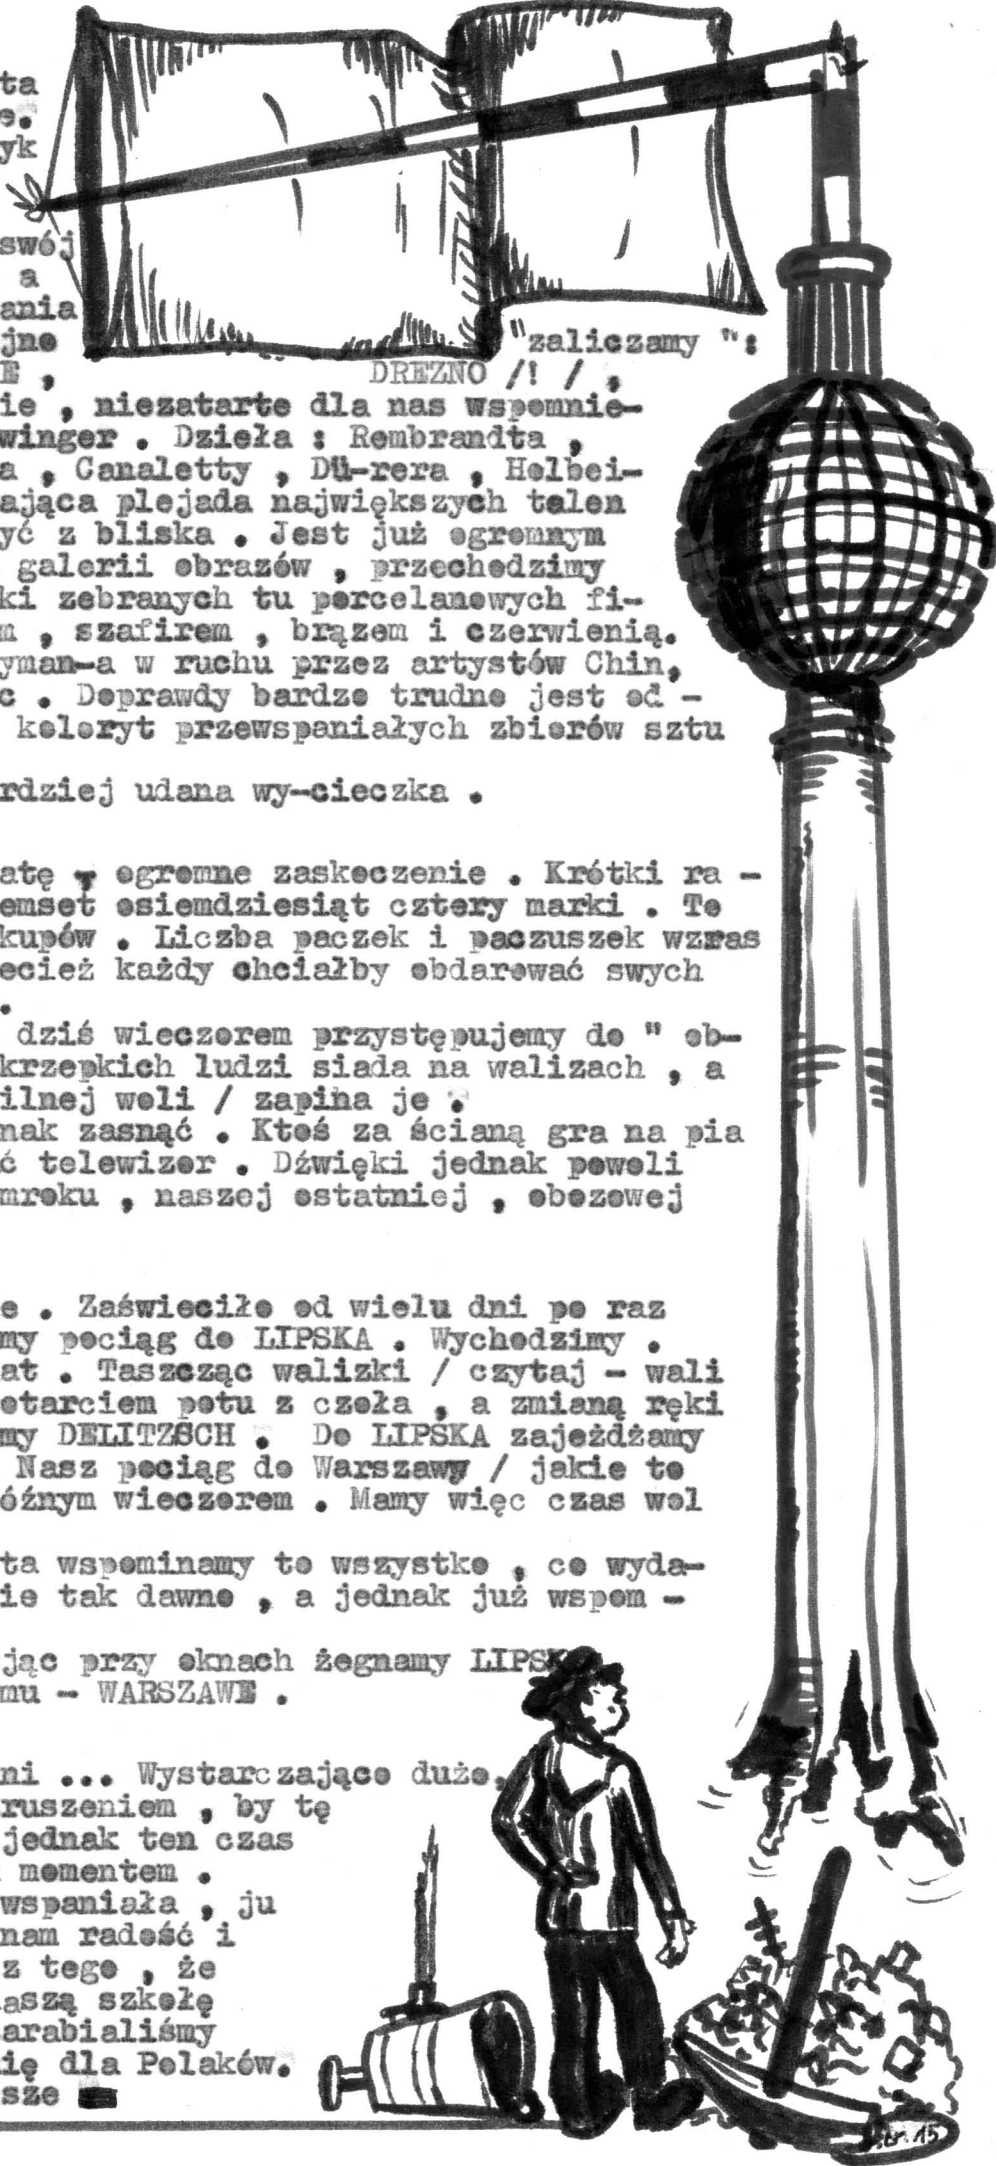 ta
e.
yk
swój
a
ania
jne "zaliczamy ":
E , DREZNO /! / ,
ie , niezatarte dla nas wspomnie-
winger . Dzieła : Rembrandta ,
a , Canaletty , Dü-rera , Holbei-
ająca plejada największych talen
yć z bliska . Jest już ogromnym
galerii obrazów , przechodzimy
ki zebranych tu porcelanowych fi-
m , szafirem , brązem i czerwienią.
yman-a w ruchu przez artystów Chin,
c . Doprawdy bardzo trudno jest od -
koloryt przewspaniałych zbiorów sztu
rdziej udana wy-cieczka .
atę , ogromne zaskoczenie . Krótki ra -
emset osiemdziesiąt cztery marki . To
kupów . Liczba paczek i paczuszek wzras
ecież każdy chciałby obdarować swych
.
dziś wieczorem przystępujemy do " ob-
krzepkich ludzi siada na walizach , a
ilnej woli / zapina je .
nak zasnąć . Ktoś za ścianą gra na pia
ć telewizor . Dźwięki jednak powoli
mroku , naszej ostatniej , obozowej
e . Zaświeciło od wielu dni po raz
my pociąg do LIPSKA . Wychodzimy .
at . Taszcząc walizki / czytaj - wali
otarciem potu z czoła , a zmianą ręki
my DELITZSCH . Do LIPSKA zajeżdżamy
Nasz pociąg do Warszawy / jakie to
óźnym wieczorem . Mamy więc czas wol
ta wspominamy to wszystko , co wyda-
ie tak dawno , a jednak już wspom -
jąc przy oknach żegnamy LIPSK
mu - WARSZAWE .
ni ... Wystarczająco dużo,
ruszeniem , by tę
jednak ten czas
momentem .
wspaniała , ju
nam radość i
z tego , że
aszą szkołę
arabialiśmy
ię dla Polaków.
sze
15